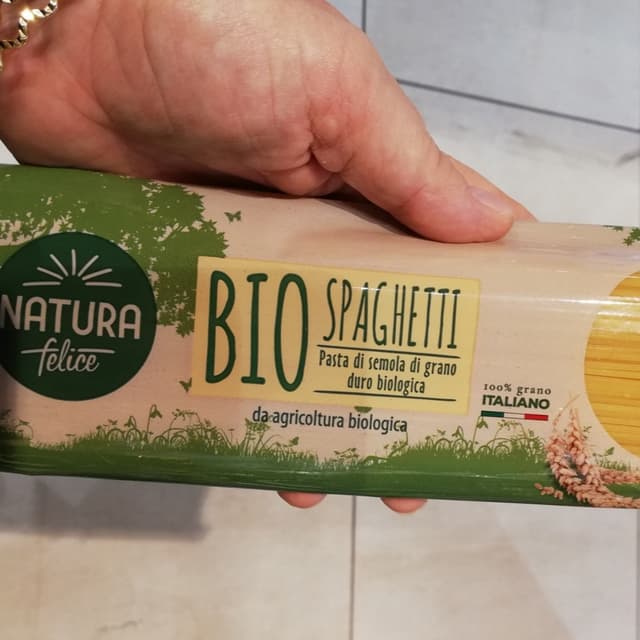 NATURA
felice
BIO
SPAGHETTI
Pasta di semola di grano
duro biologica
da agricoltura biologica
100% grano
ITALIANO